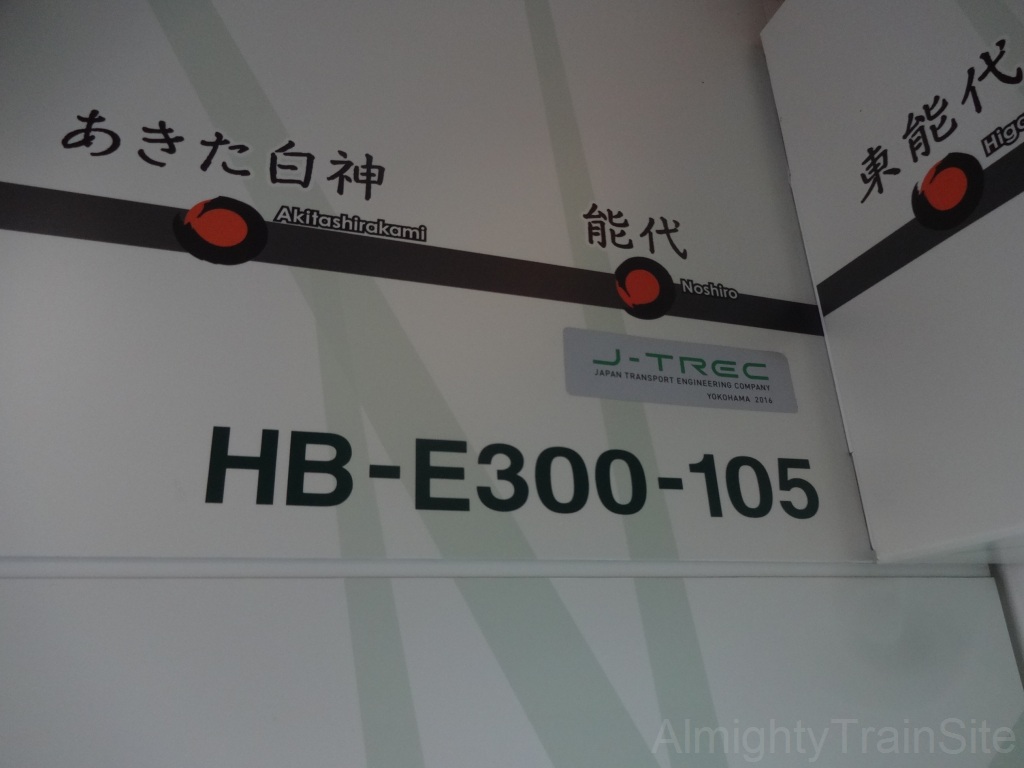 あきた白神
Akitashirakami
能代
Noshiro
東能代
J-TREC
JAPAN TRANSPORT ENGINEERING COMPANY
YOKOHAMA 2016
HB-E300-105
AlmightyTrainSite